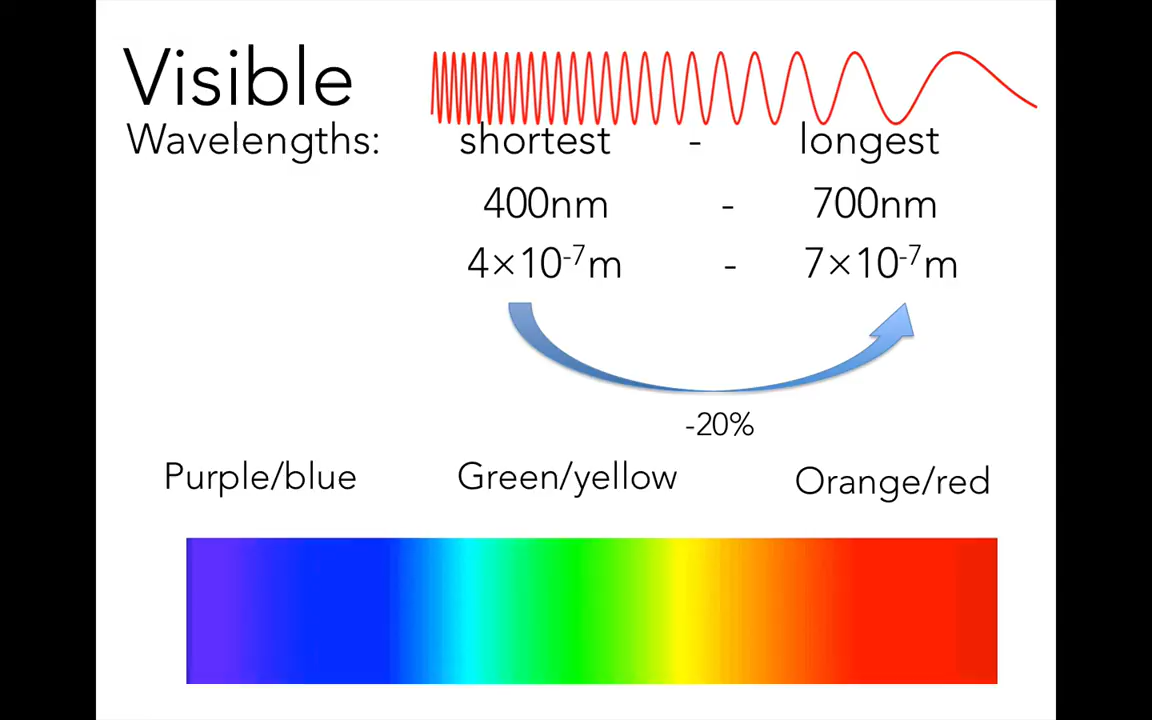 Visible
Wavelengths: shortest - longest
400nm - 700nm
4×10⁻⁷m - 7×10⁻⁷m
-20%
Purple/blue Green/yellow Orange/red